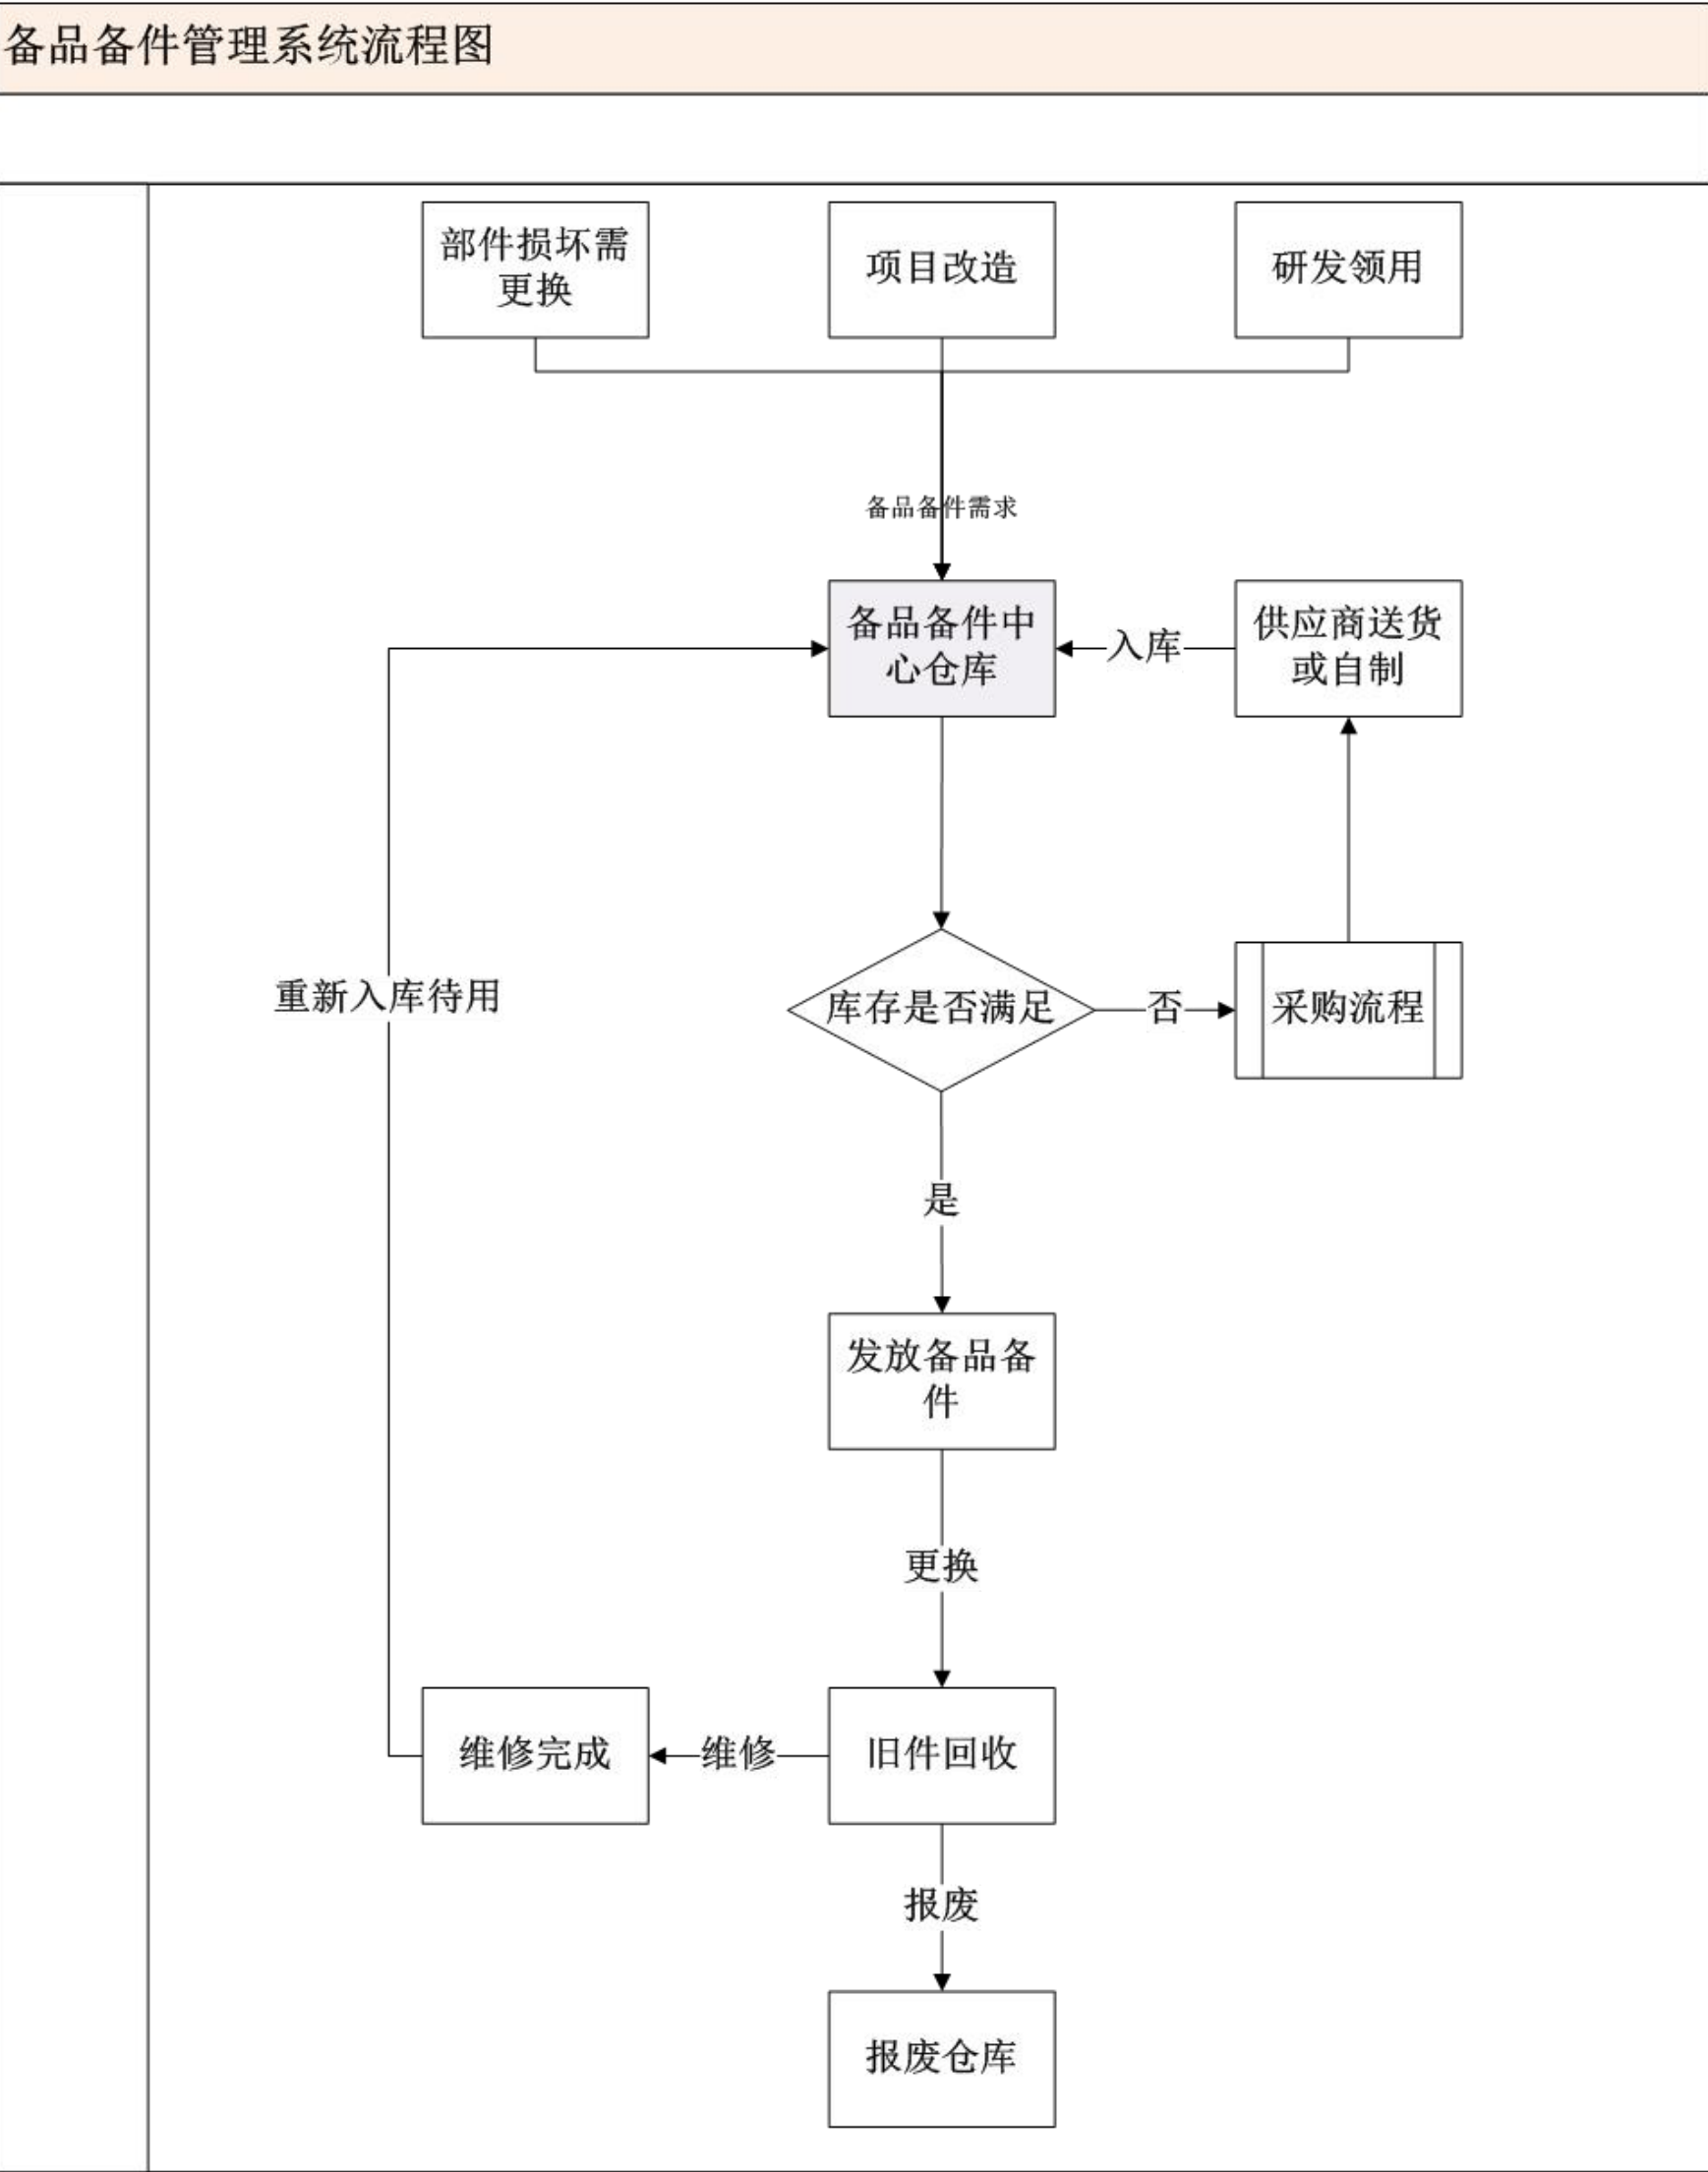 备品备件管理系统流程图
部件损坏需
更换
项目改造
研发领用
备品备件需求
备品备件中
心仓库
入库
供应商送货
或自制
重新入库待用
库存是否满足
否
采购流程
是
发放备品备
件
更换
维修完成
维修
旧件回收
报废
报废仓库